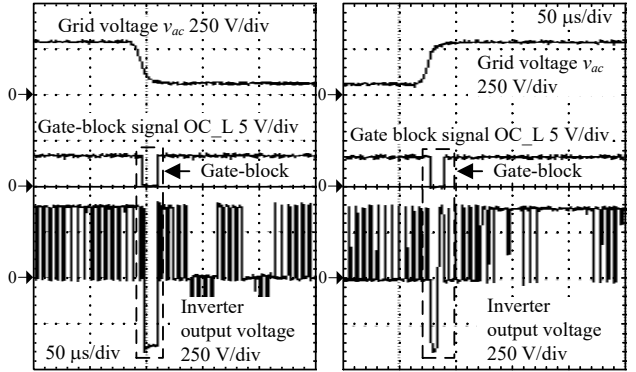 Grid voltage vac 250 V/div
0
Gate-block signal OC_L 5 V/div
0
Gate-block
0
Inverter
output voltage
250 V/div
50 μs/div
50 μs/div
Grid voltage vac
250 V/div
0
Gate block signal OC_L 5 V/div
0
Gate-block
0
Inverter
output voltage
250 V/div